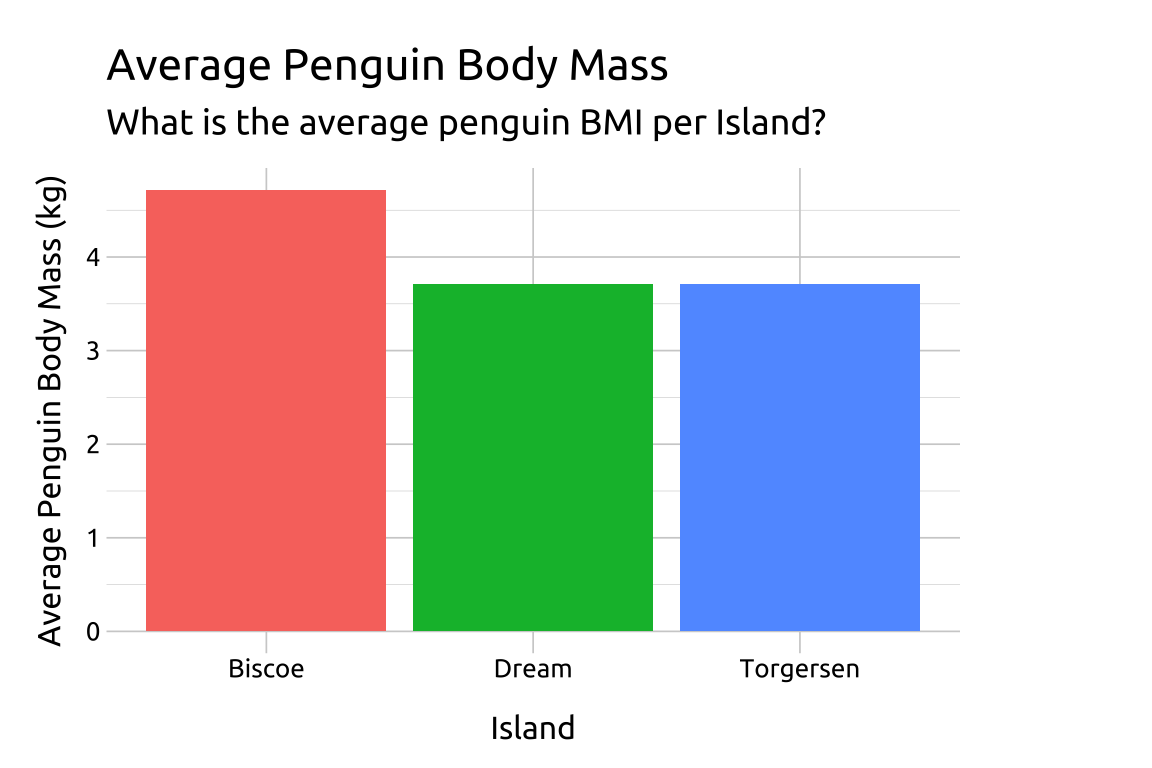 Average Penguin Body Mass
What is the average penguin BMI per Island?
Average Penguin Body Mass (kg)
4
3
2
1
0
Biscoe
Dream
Torgersen
Island